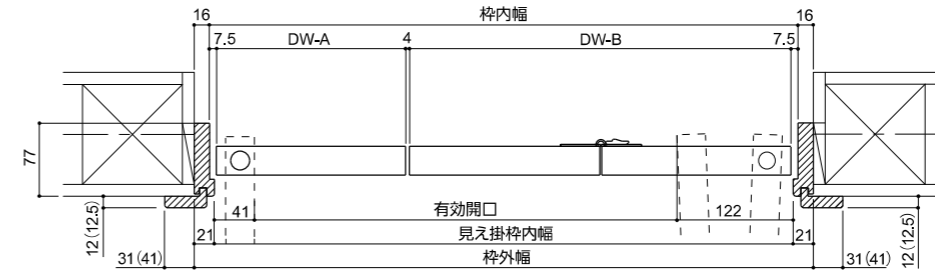 16 枠内幅 16
7.5 DW-A 4 DW-B 7.5
77
41 有効開口 122
12(12.5) 21 見え掛枠内幅 21 12(12.5)
31(41) 枠外幅 31(41)